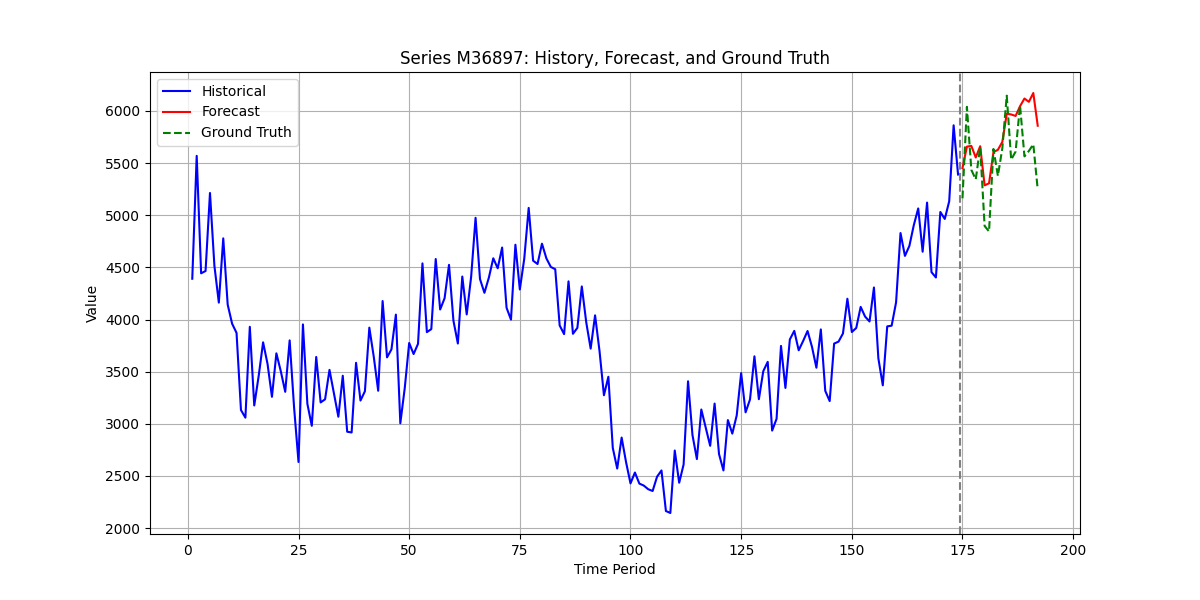 Series M36897: History, Forecast, and Ground Truth
Historical
Forecast
Ground Truth
6000
5500
5000
4500
4000
3500
3000
2500
2000
Value
0 25 50 75 100 125 150 175 200
Time Period